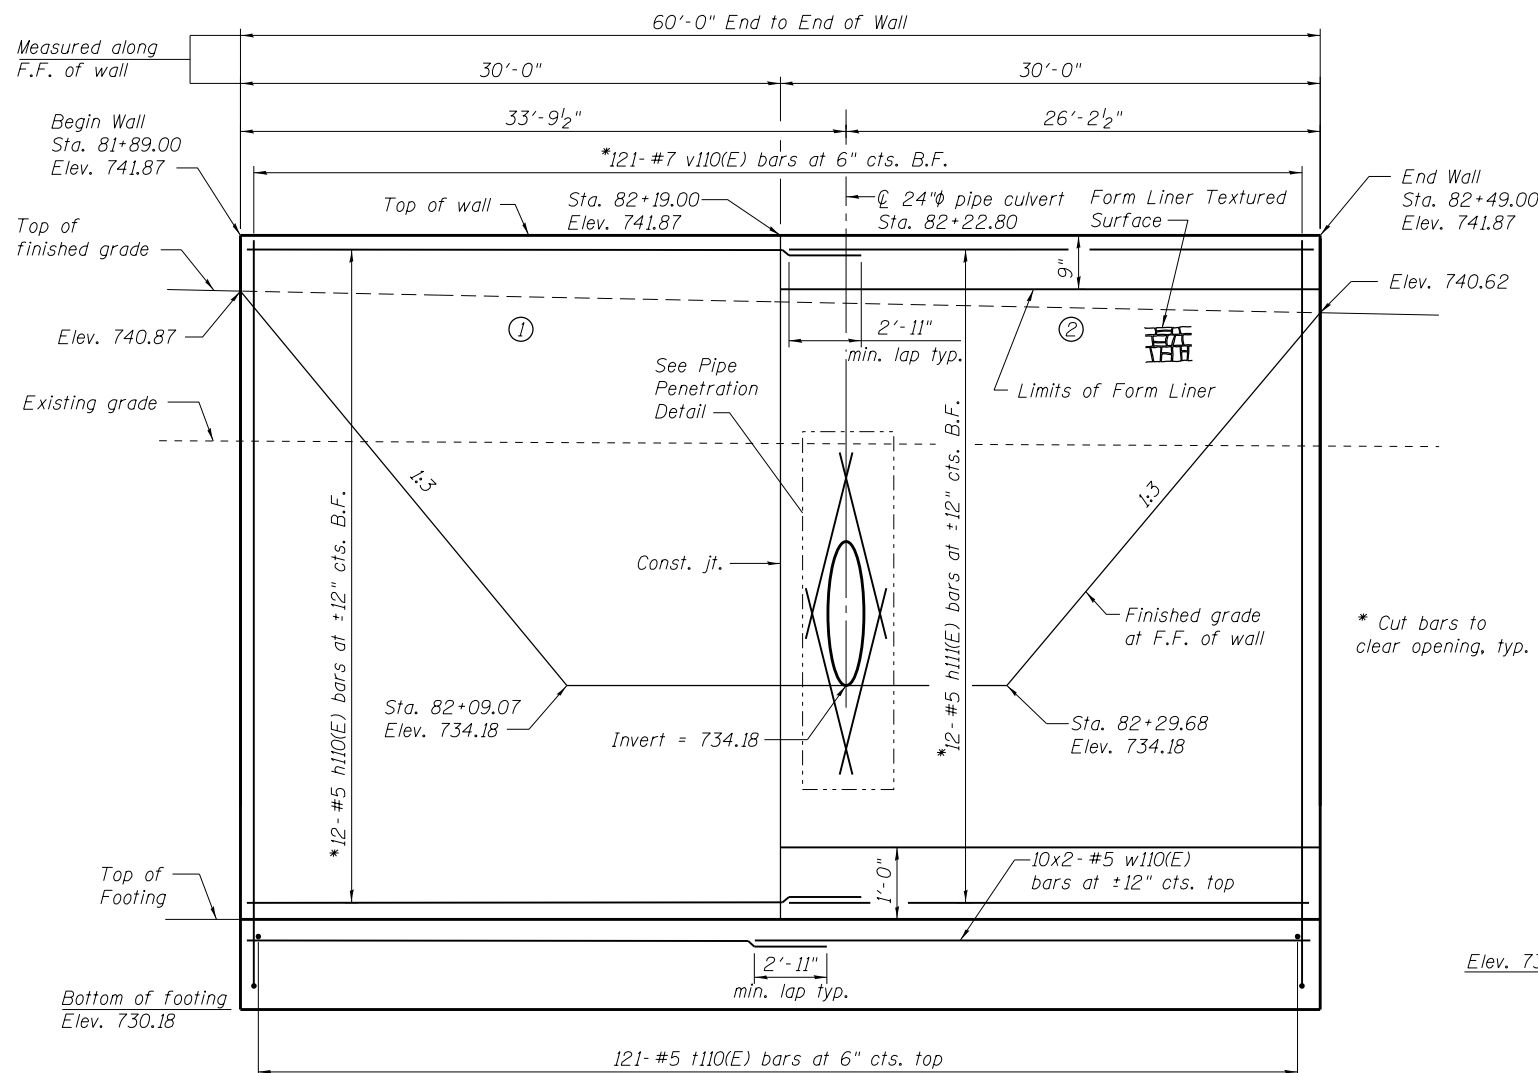 60'-0" End to End of Wall
Measured along
F.F. of wall
30'-0"
30'-0"
33'-9½"
26'-2½"
Begin Wall
Sta. 81+89.00
Elev. 741.87
*121- #7 v110(E) bars at 6" cts. B.F.
End Wall
Sta. 82+49.00
Elev. 741.87
Top of wall
Sta. 82+19.00
Elev. 741.87
℄ 24"φ pipe culvert
Sta. 82+22.80
Form Liner Textured
Surface
Top of
finished grade
9"
Elev. 740.62
Elev. 740.87
1
2
2'-11"
min. lap typ.
See Pipe
Penetration
Detail
Limits of Form Liner
Existing grade
1:3
1:3
*12- #5 h110(E) bars at ±12" cts. B.F.
*12- #5 h111(E) bars at ±12" cts. B.F.
Const. jt.
Finished grade
at F.F. of wall
* Cut bars to
clear opening, typ.
Sta. 82+09.07
Elev. 734.18
Invert = 734.18
Sta. 82+29.68
Elev. 734.18
Top of
Footing
1'-0"
10x2- #5 w110(E)
bars at ±12" cts. top
2'-11"
min. lap typ.
Elev. 73
Bottom of footing
Elev. 730.18
121- #5 t110(E) bars at 6" cts. top